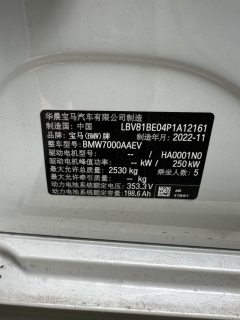 华晨宝马汽车有限公司制造
制造国：中国 LBV81BE04P1A12161
品牌：宝马(BMW)牌 制造年月：2022-11
整车型号：BMW7000AAEV
驱动电机型号：—/— HA0001N0
驱动电机峰值功率：—/— kW / 250 kW
最大允许总质量：2530 kg 乘坐人数：5
最大允许牵引质量：— kg
动力电池系统额定电压：353.3 V
动力电池系统额定容量：198.6 Ah